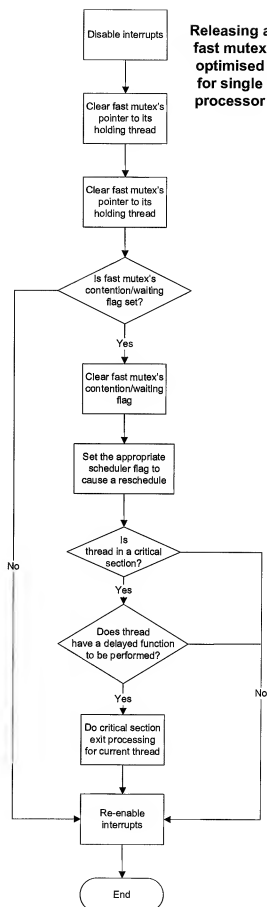 Releasing a
fast mutex
optimised
for single
processor
Disable interrupts
Clear fast mutex's
pointer to its
holding thread
Clear fast mutex's
pointer to its
holding thread
Is fast mutex's
contention/waiting
flag set?
Yes
Clear fast mutex's
contention/waiting
flag
Set the appropriate
scheduler flag to
cause a reschedule
Is
thread in a critical
section?
No
Yes
Does thread
have a delayed function
to be performed?
No
Yes
Do critical section
exit processing
for current thread
Re-enable
interrupts
End